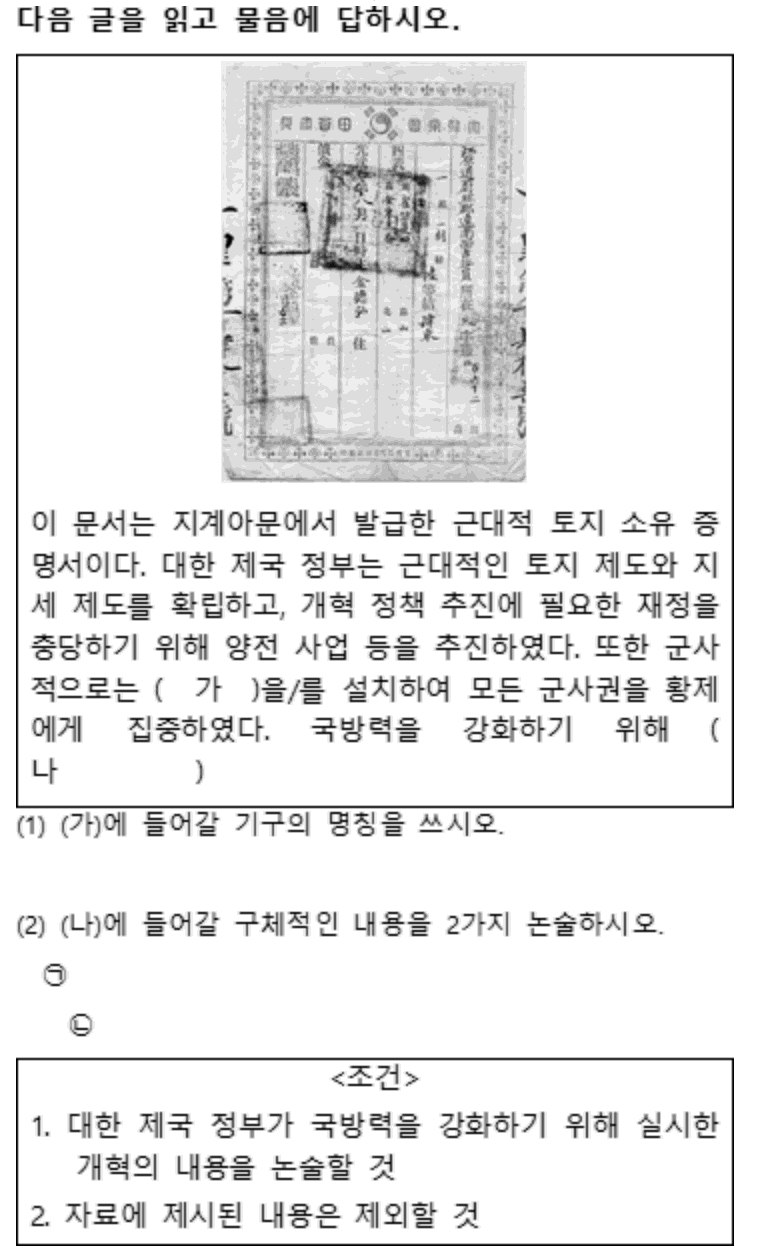 다음 글을 읽고 물음에 답하시오.
이 문서는 지계아문에서 발급한 근대적 토지 소유 증
명서이다. 대한 제국 정부는 근대적인 토지 제도와 지
세 제도를 확립하고, 개혁 정책 추진에 필요한 재정을
충당하기 위해 양전 사업 등을 추진하였다. 또한 군사
적으로는 ( 가 )을/를 설치하여 모든 군사권을 황제
에게 집중하였다. 국방력을 강화하기 위해 (
나 )
(1) (가)에 들어갈 기구의 명칭을 쓰시오.
(2) (나)에 들어갈 구체적인 내용을 2가지 논술하시오.
㉠
㉡
<조건>
1. 대한 제국 정부가 국방력을 강화하기 위해 실시한
개혁의 내용을 논술할 것
2. 자료에 제시된 내용은 제외할 것